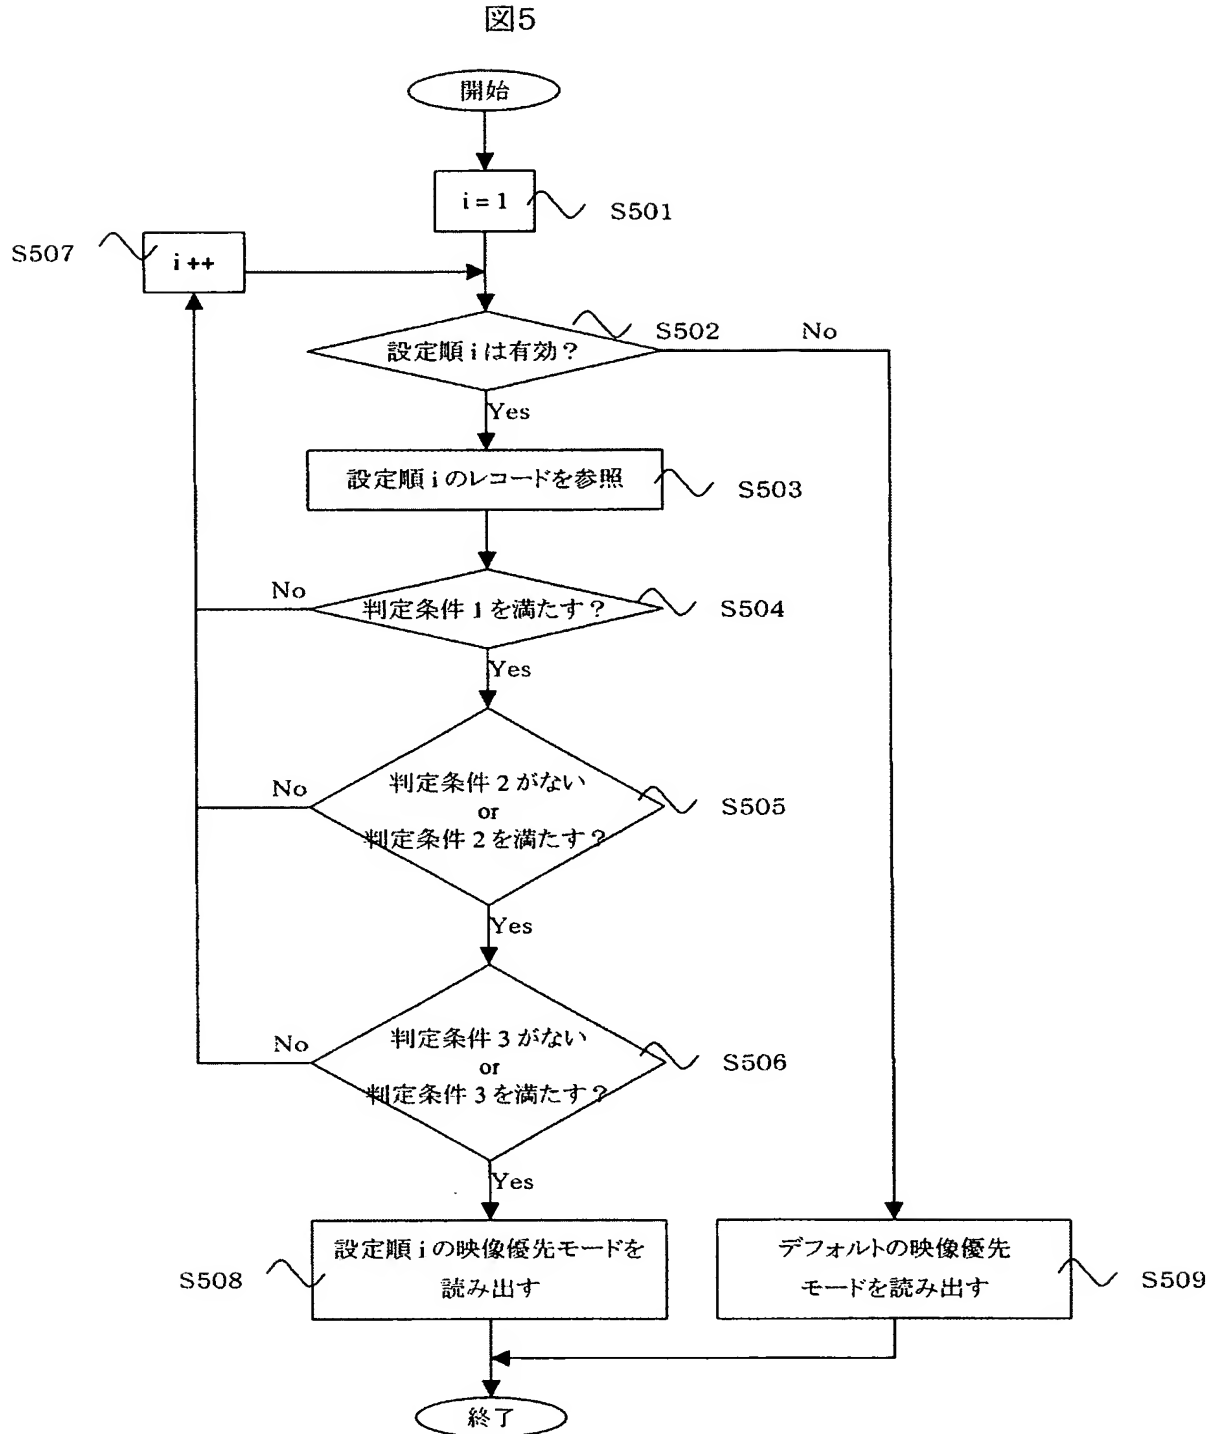 図5
開始
i = 1
S501
S507
i ++
S502
No
設定順 i は有効？
Yes
設定順 i のレコードを参照
S503
No
判定条件 1 を満たす？
S504
Yes
No
判定条件 2 がない
or
判定条件 2 を満たす？
S505
Yes
No
判定条件 3 がない
or
判定条件 3 を満たす？
S506
Yes
設定順 i の映像優先モードを
読み出す
S508
デフォルトの映像優先
モードを読み出す
S509
終了